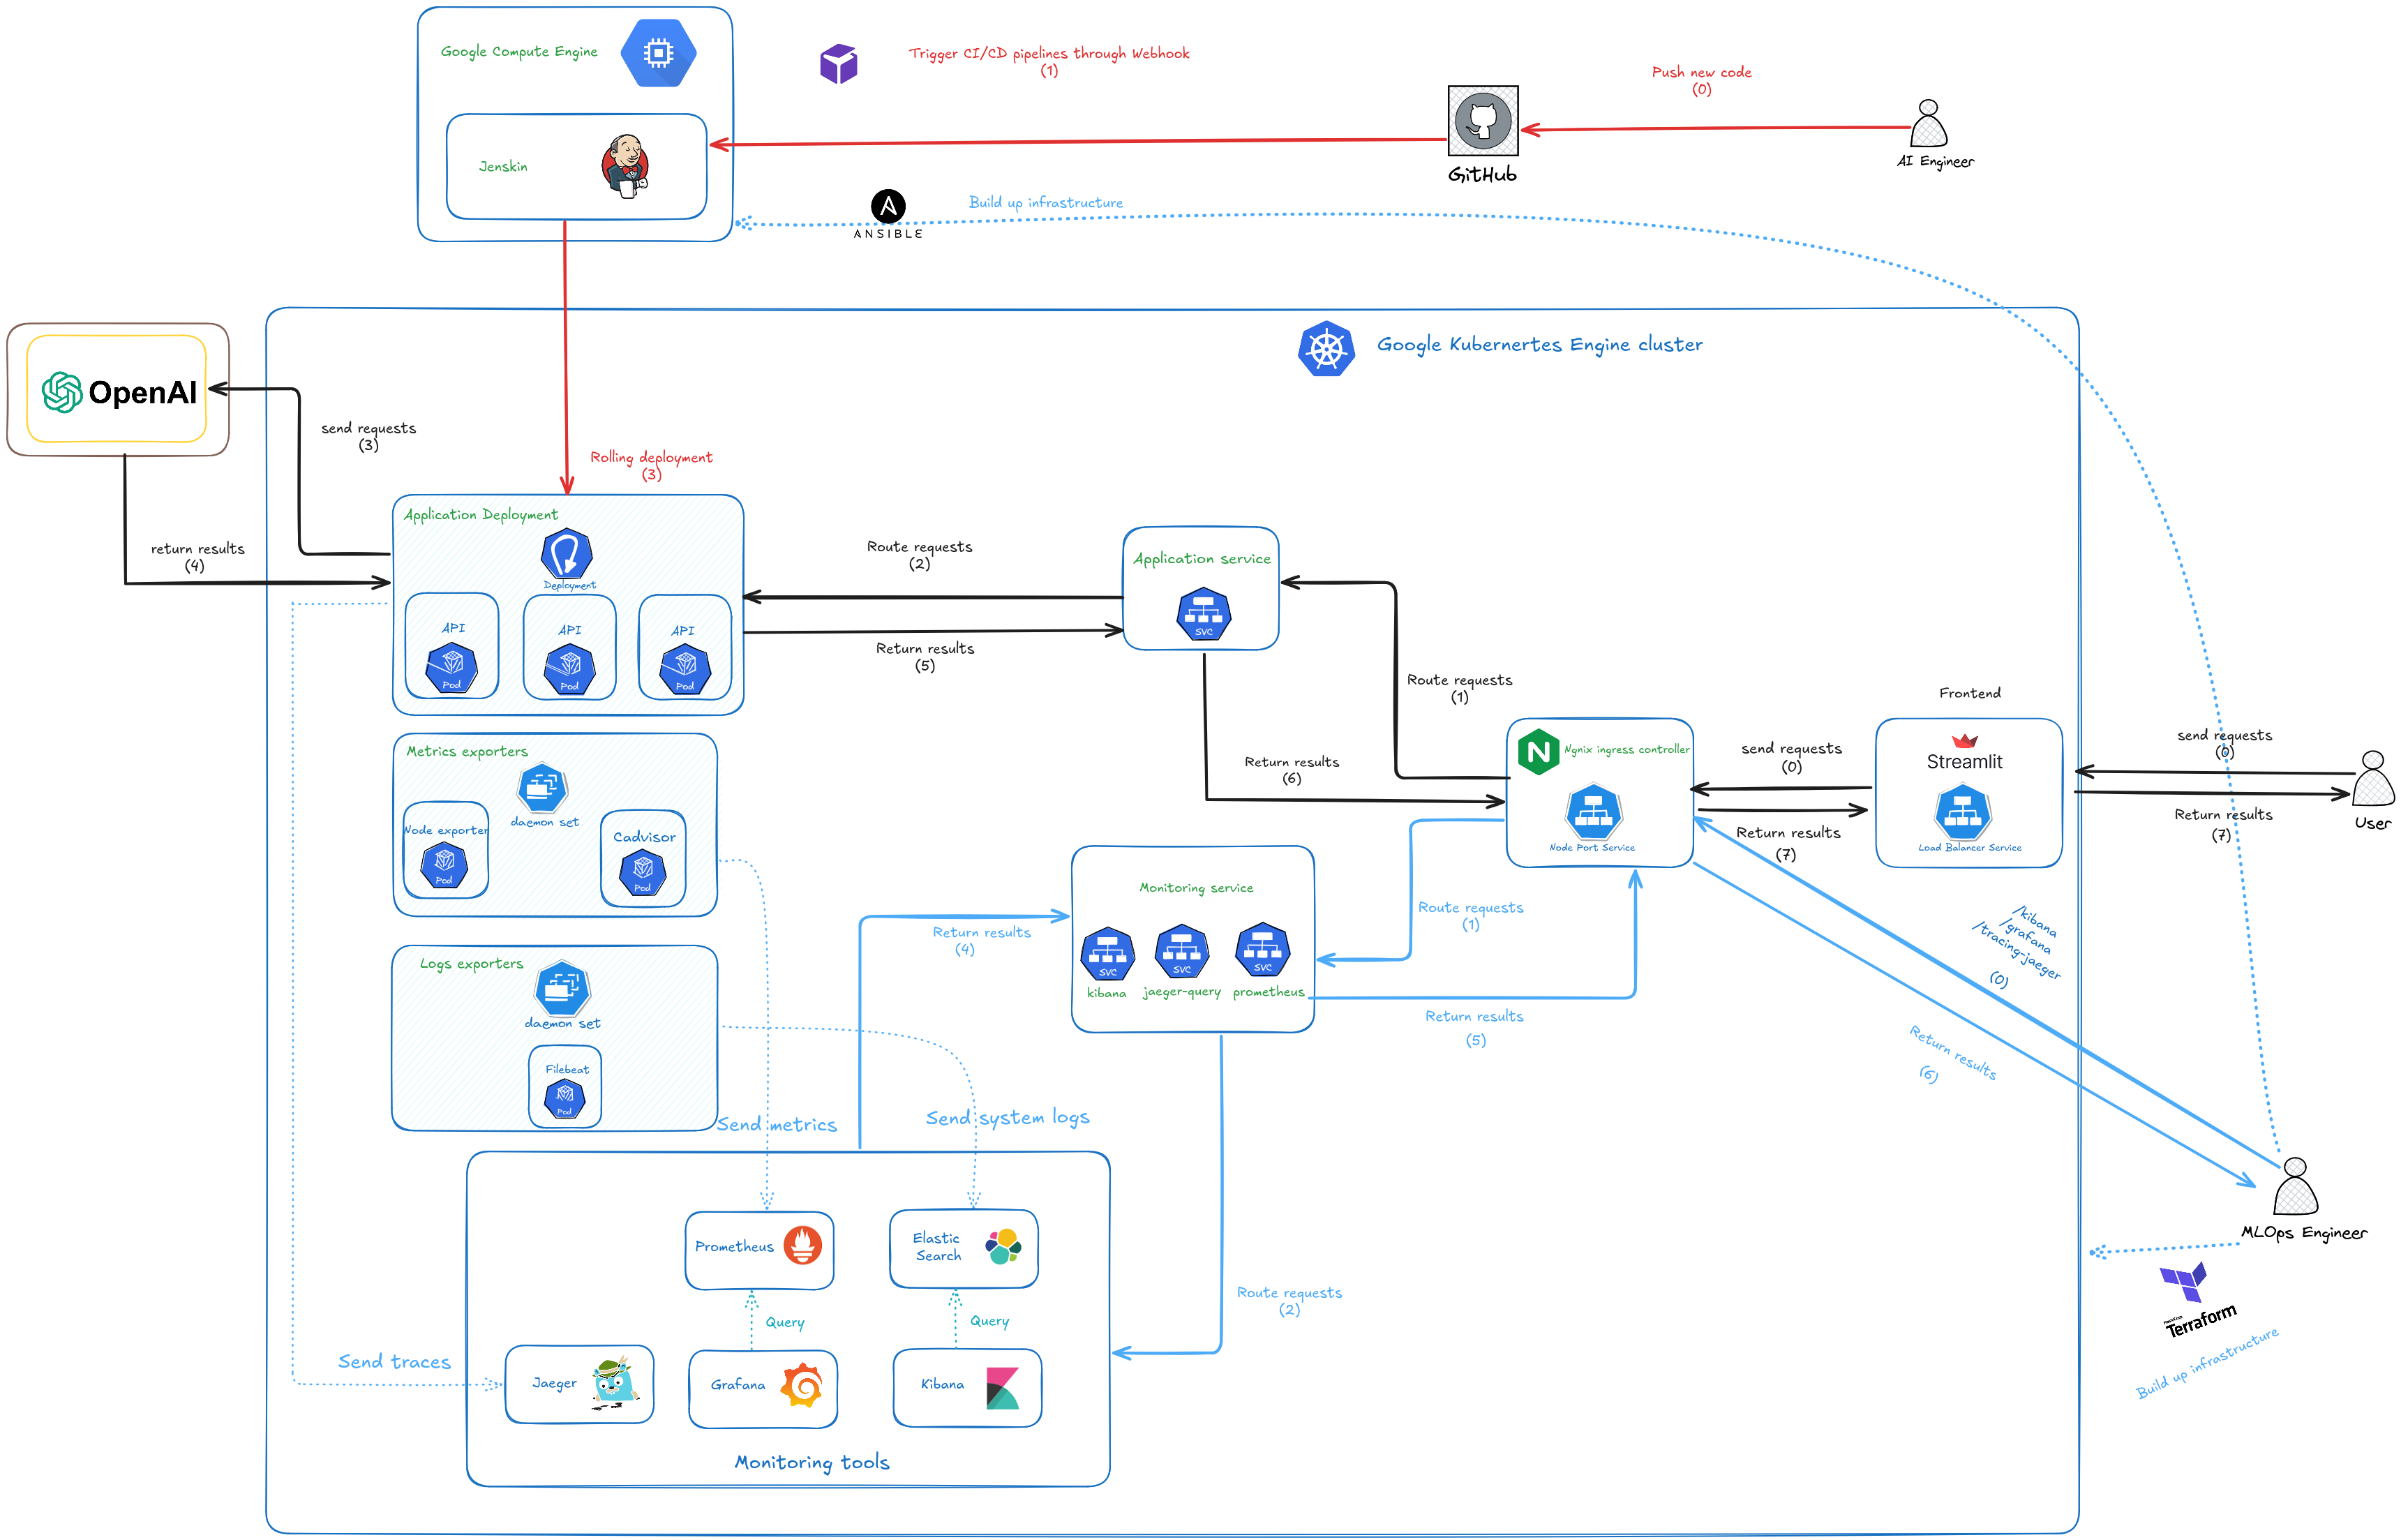 Google Compute Engine
Trigger CI/CD pipelines through Webhook
(1)
Push new code
(0)
Jenskin
GitHub
AI Engineer
ANSIBLE
Build up infrastructure
Google Kubernertes Engine cluster
OpenAI
send requests
(3)
Rolling deployment
(3)
return results
(4)
Application Deployment
Deployment
API
Pod
API
Pod
API
Pod
Route requests
(2)
Return results
(5)
Application service
SVC
Route requests
(1)
Return results
(6)
Ngnix ingress controller
N
Node Port Service
send requests
(0)
Return results
(7)
Frontend
Streamlit
Load Balancer Service
send requests
(0)
Return results
(7)
User
Metrics exporters
daemon set
Node exporter
Pod
Cadvisor
Pod
Logs exporters
daemon set
Filebeat
Pod
Send metrics
Send system logs
Return results
(4)
Monitoring service
SVC
SVC
SVC
kibana
jaeger-query
prometheus
Route requests
(1)
Return results
(5)
/kibana
/grafana
/tracing-jaeger
(0)
Return results
(6)
MLOps Engineer
HashiCorp
Terraform
Build up infrastructure
Route requests
(2)
Prometheus
Elastic
Search
Query
Query
Send traces
Jaeger
Grafana
Kibana
Monitoring tools